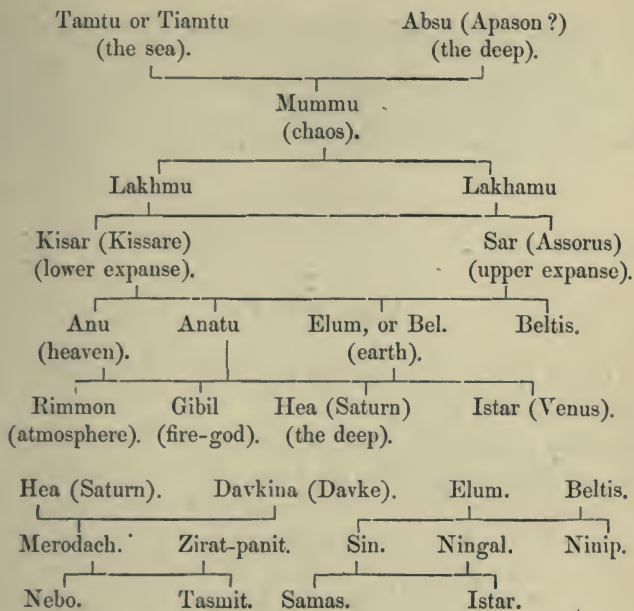 Tamtu or Tiamtu Absu (Apason ?)
(the sea). (the deep).
Mummu
(chaos).
Lakhmu Lakhamu
Kisar (Kissare) Sar (Assorus)
(lower expanse). (upper expanse).
Anu Anatu Elum, or Bel. Beltis.
(heaven). (earth).
Rimmon Gibil Hea (Saturn) Istar (Venus).
(atmosphere). (fire-god). (the deep).
Hea (Saturn). Davkina (Davke). Elum. Beltis.
Merodach. Zirat-panit. Sin. Ningal. Ninip.
Nebo. Tasmit. Samas. Istar.